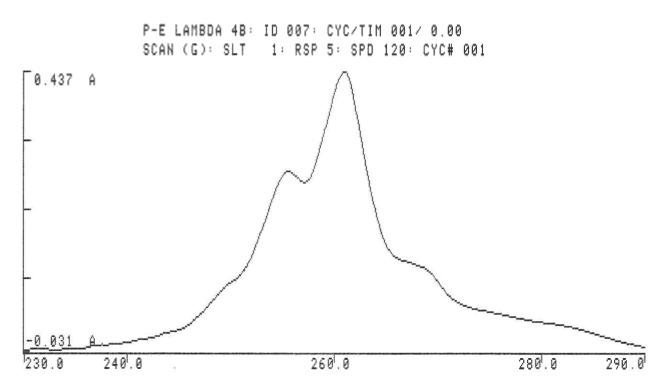 P-E LAMBDA 4B: ID 007: CYC/TIM 001/ 0.00
SCAN (G): SLT 1: RSP 5: SPD 120: CYC# 001
0.437 A
-0.031 A
230.0 240.0 260.0 280.0 290.0